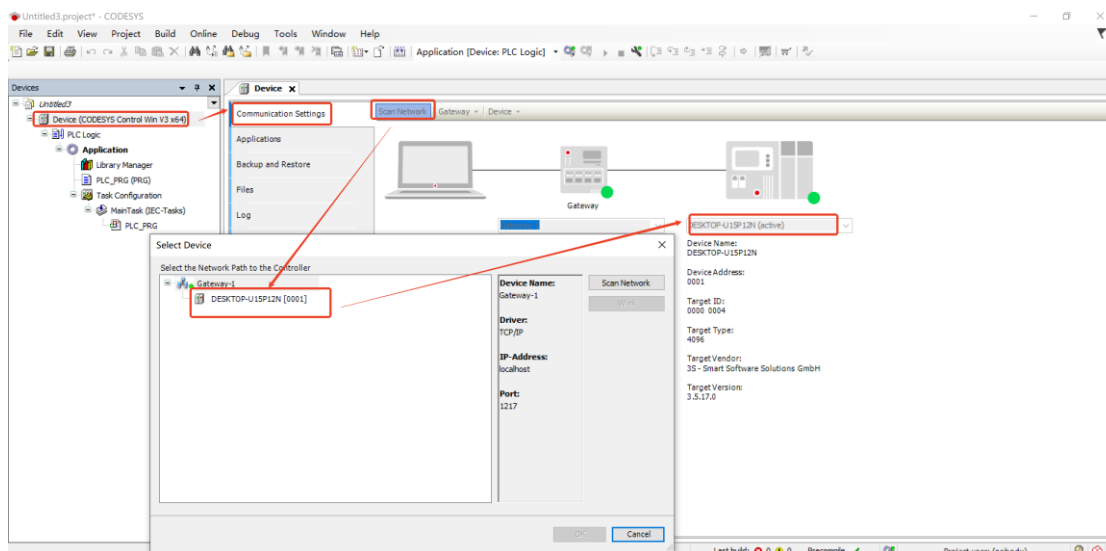 Untitled3.project* - CODESYS
File Edit View Project Build Online Debug Tools Window Help
Application [Device: PLC Logic]
Devices
Device
Untitled3
Device (CODESYS Control Win V3 x64)
PLC Logic
Application
Library Manager
PLC_PRG (PRG)
Task Configuration
MainTask (IEC-Tasks)
PLC_PRG
Communication Settings
Applications
Backup and Restore
Files
Log
Scan Network Gateway Device
Gateway
DESKTOP-U15P12N (active)
Device Name:
DESKTOP-U15P12N
Device Address:
0001
Target ID:
0000 0004
Target Type:
4096
Target Vendor:
3S - Smart Software Solutions GmbH
Target Version:
3.5.17.0
Select Device
Select the Network Path to the Controller
Gateway-1
DESKTOP-U15P12N [0001]
Device Name:
Gateway-1
Driver:
TCP/IP
IP-Address:
localhost
Port:
1217
Scan Network
Wink
OK Cancel
Last build: 0 0 Precompile Project user: (nobody)